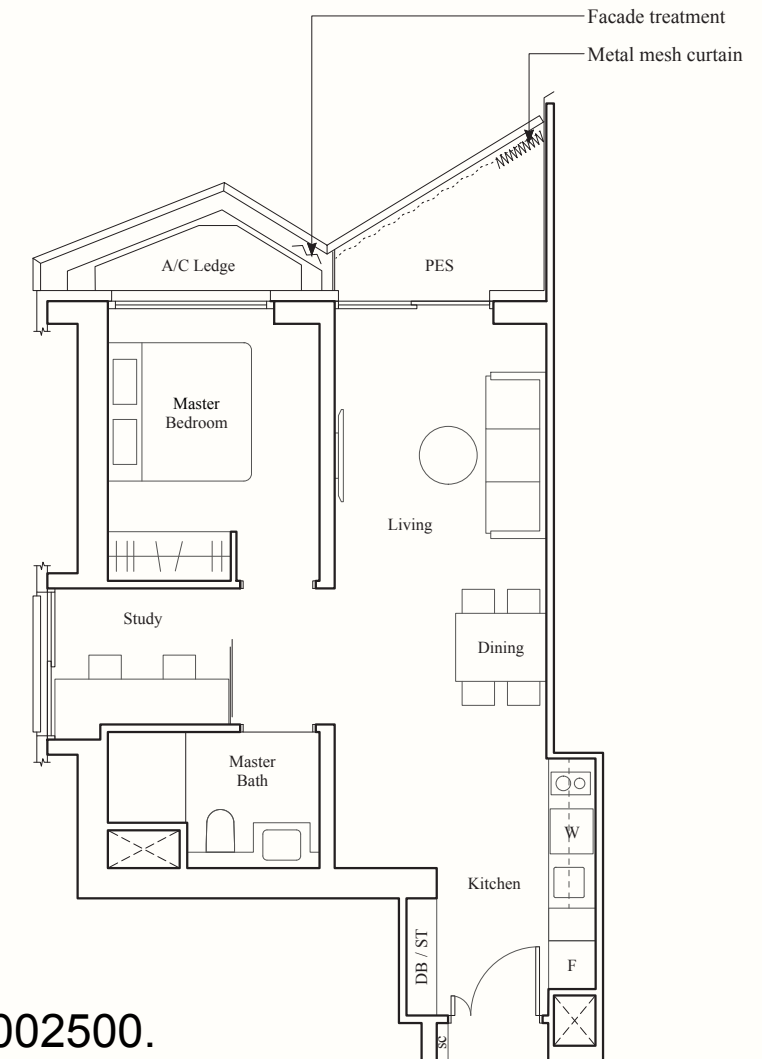 Facade treatment
Metal mesh curtain
A/C Ledge
PES
Master
Bedroom
Living
Study
Dining
Master
Bath
W
Kitchen
DB / ST
F
sc
002500.